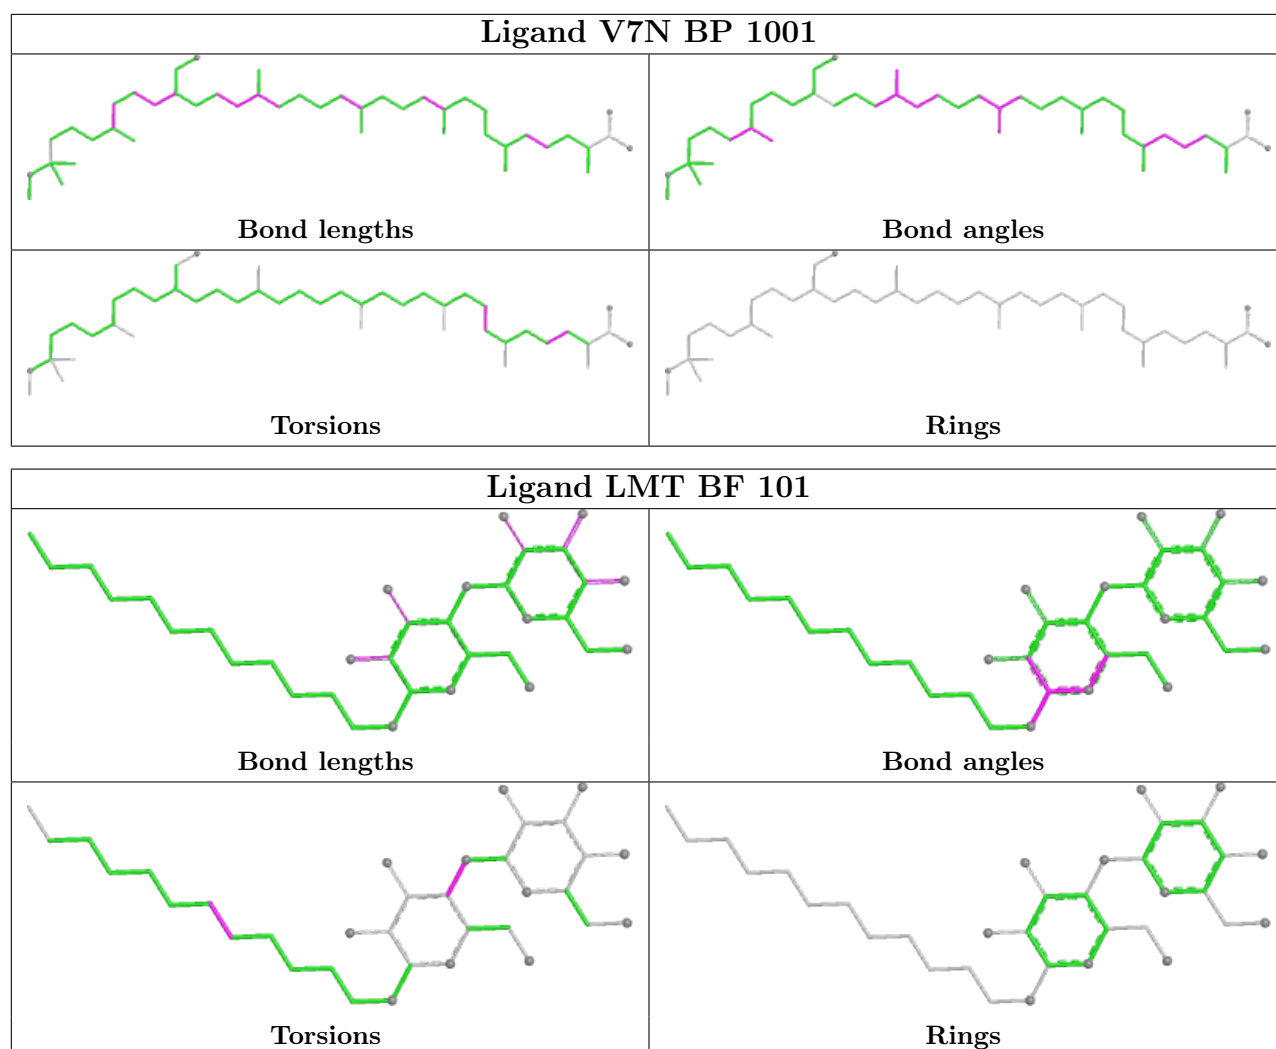 Ligand V7N BP 1001
Bond lengths
Bond angles
Torsions
Rings
Ligand LMT BF 101
Bond lengths
Bond angles
Torsions
Rings